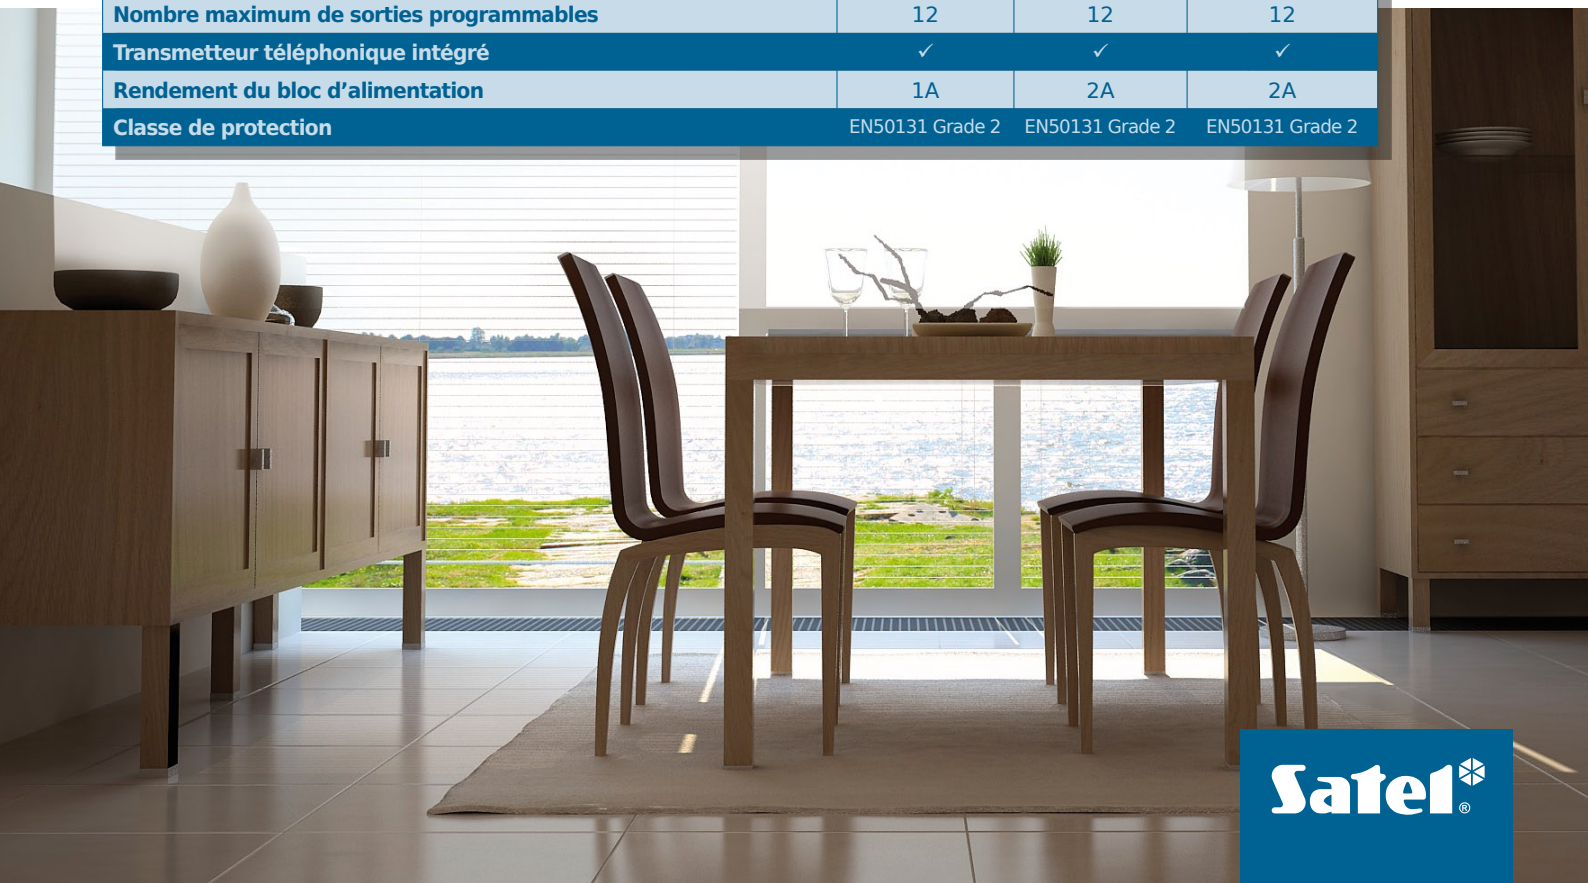 Nombre maximum de sorties programmables 12 12 12
Transmetteur téléphonique intégré ✓ ✓ ✓
Rendement du bloc d’alimentation 1A 2A 2A
Classe de protection EN50131 Grade 2 EN50131 Grade 2 EN50131 Grade 2
Satel®